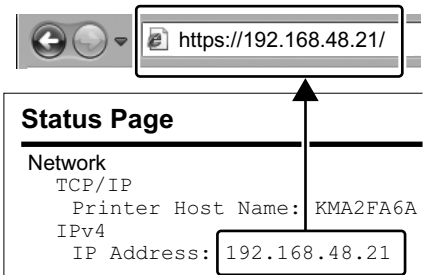 https://192.168.48.21/
Status Page
Network
TCP/IP
Printer Host Name: KMA2FA6A
IPv4
IP Address: 192.168.48.21